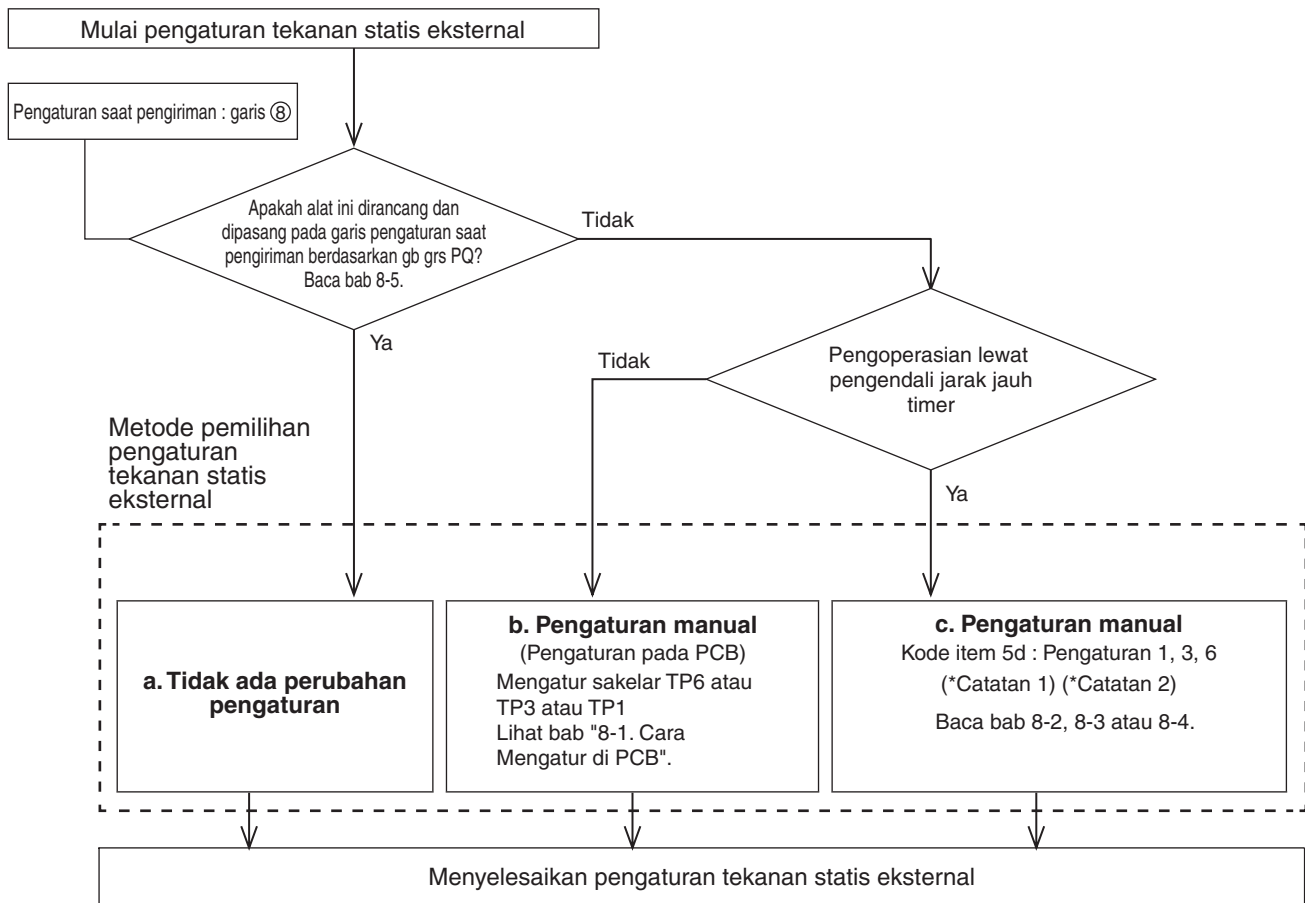 Mulai pengaturan tekanan statis eksternal
Pengaturan saat pengiriman : garis ⑧
Apakah alat ini dirancang dan
dipasang pada garis pengaturan saat
pengiriman berdasarkan gb grs PQ?
Baca bab 8-5.
Tidak
Ya
Pengoperasian lewat
pengendali jarak jauh
timer
Tidak
Ya
Metode pemilihan
pengaturan
tekanan statis
eksternal
a. Tidak ada perubahan
pengaturan
b. Pengaturan manual
(Pengaturan pada PCB)
Mengatur sakelar TP6 atau
TP3 atau TP1
Lihat bab "8-1. Cara
Mengatur di PCB".
c. Pengaturan manual
Kode item 5d : Pengaturan 1, 3, 6
(*Catatan 1) (*Catatan 2)
Baca bab 8-2, 8-3 atau 8-4.
Menyelesaikan pengaturan tekanan statis eksternal